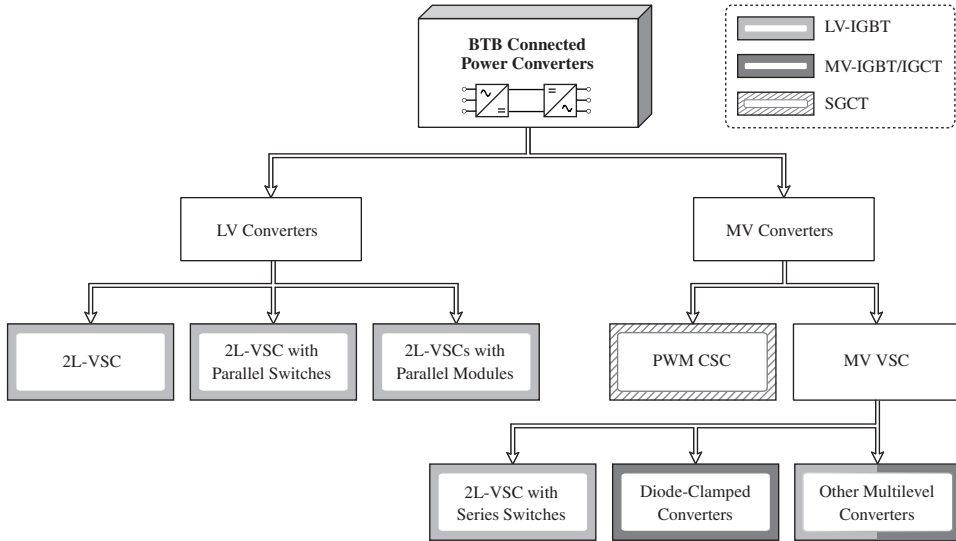 BTB Connected
Power Converters
LV-IGBT
MV-IGBT/IGCT
SGCT
LV Converters
MV Converters
2L-VSC
2L-VSC with
Parallel Switches
2L-VSCs with
Parallel Modules
PWM CSC
MV VSC
2L-VSC with
Series Switches
Diode-Clamped
Converters
Other Multilevel
Converters